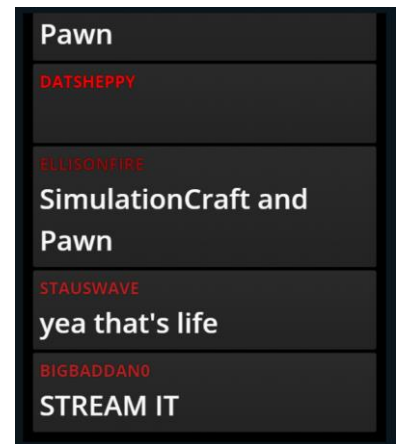 Pawn
DATSHEPPY
ELLISONFIRE
SimulationCraft and
Pawn
STAUSWAVE
yea that's life
BIGBADDAN0
STREAM IT